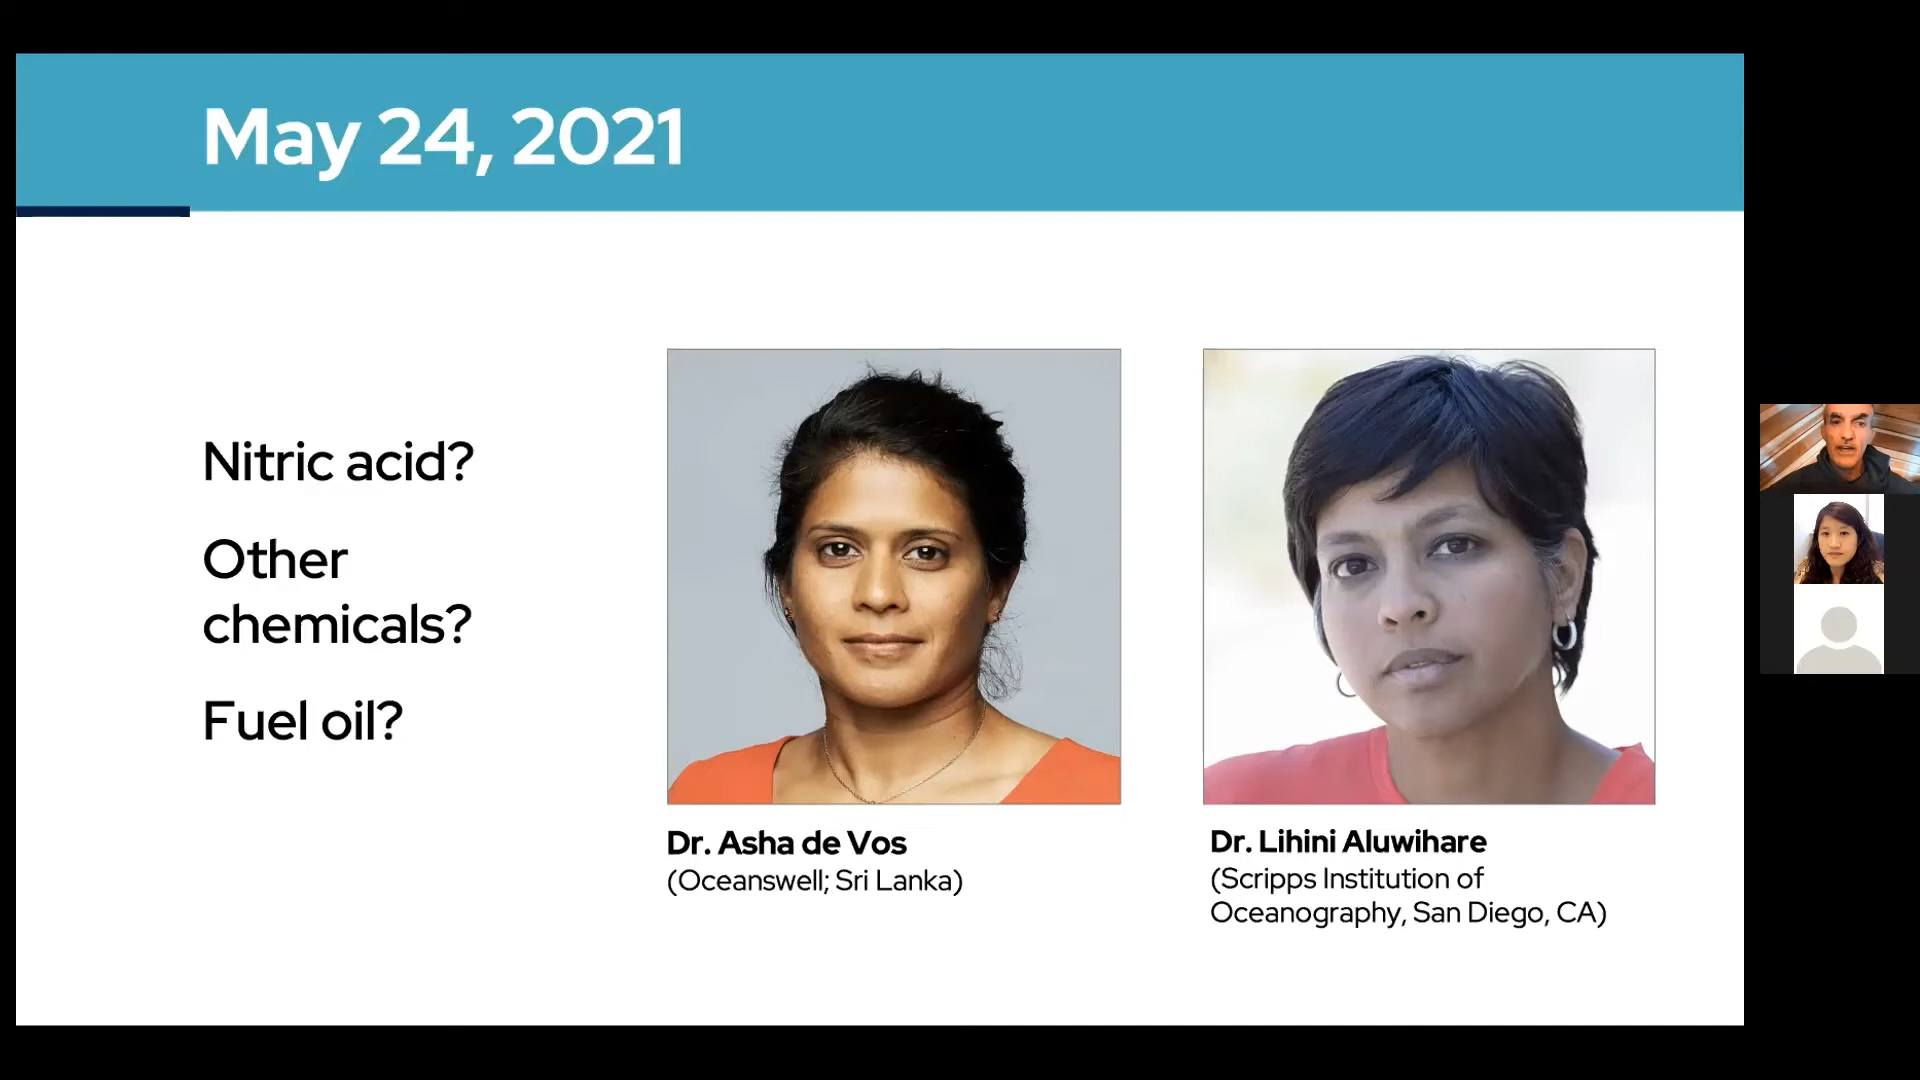 May 24, 2021
Nitric acid?
Other
chemicals?
Fuel oil?
Dr. Asha de Vos
(Oceanswell; Sri Lanka)
Dr. Lihini Aluwihare
(Scripps Institution of
Oceanography, San Diego, CA)